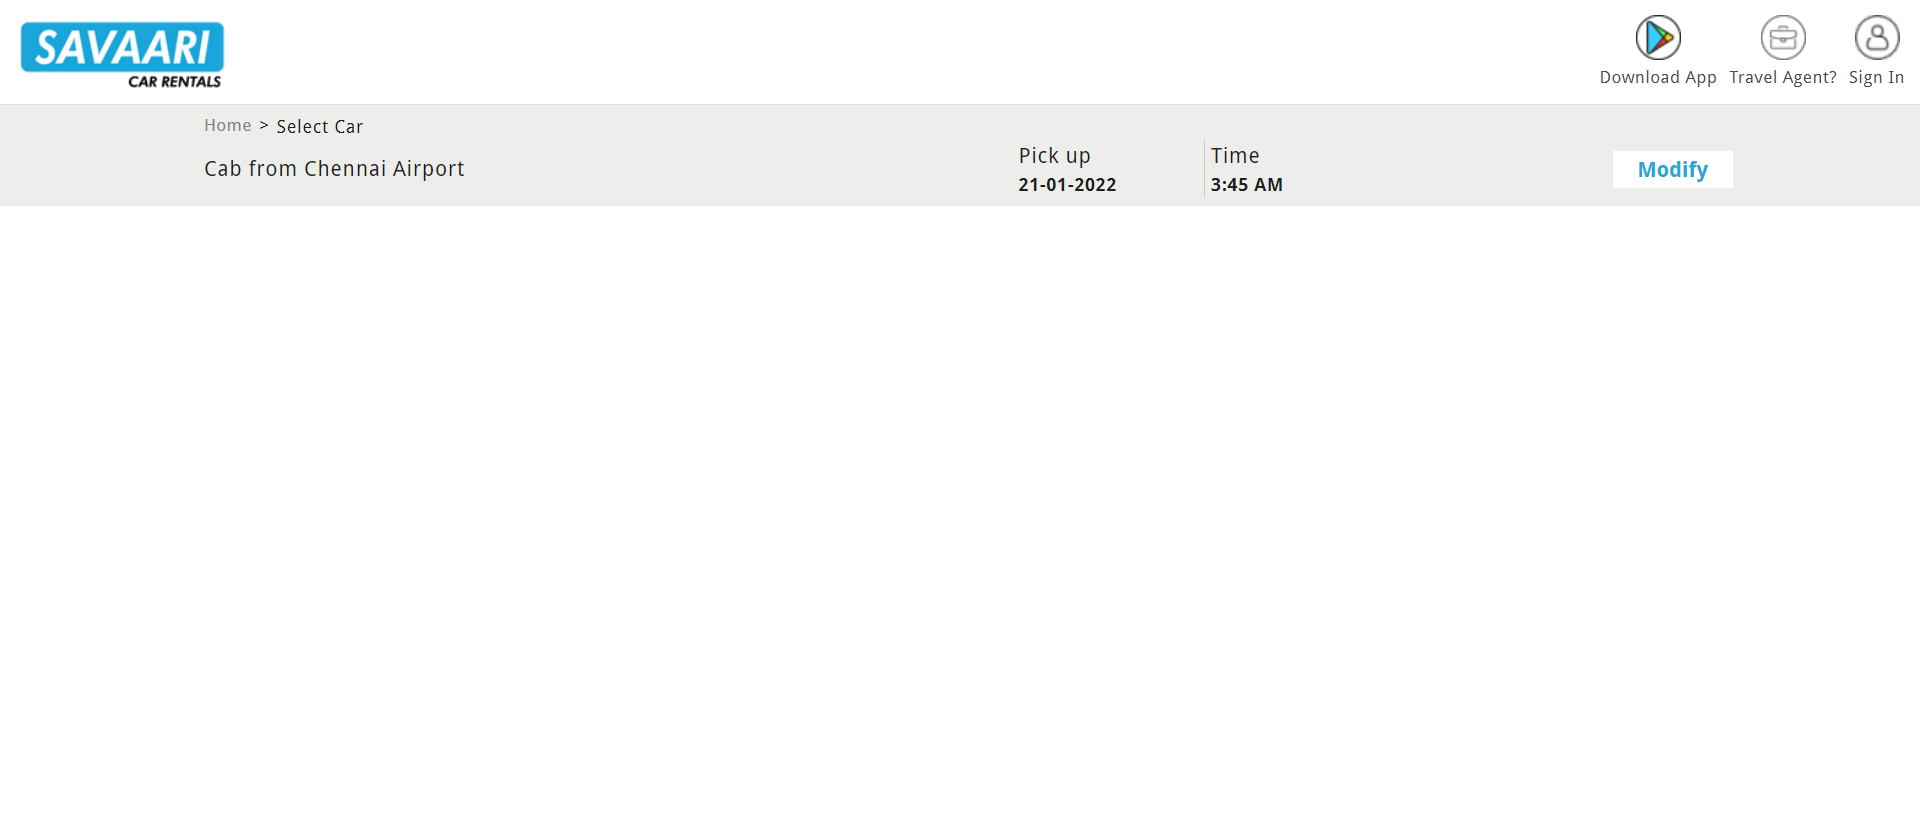 SAVAARI
CAR RENTALS
Download App
Travel Agent?
Sign In
Home > Select Car
Cab from Chennai Airport
Pick up
21-01-2022
Time
3:45 AM
Modify